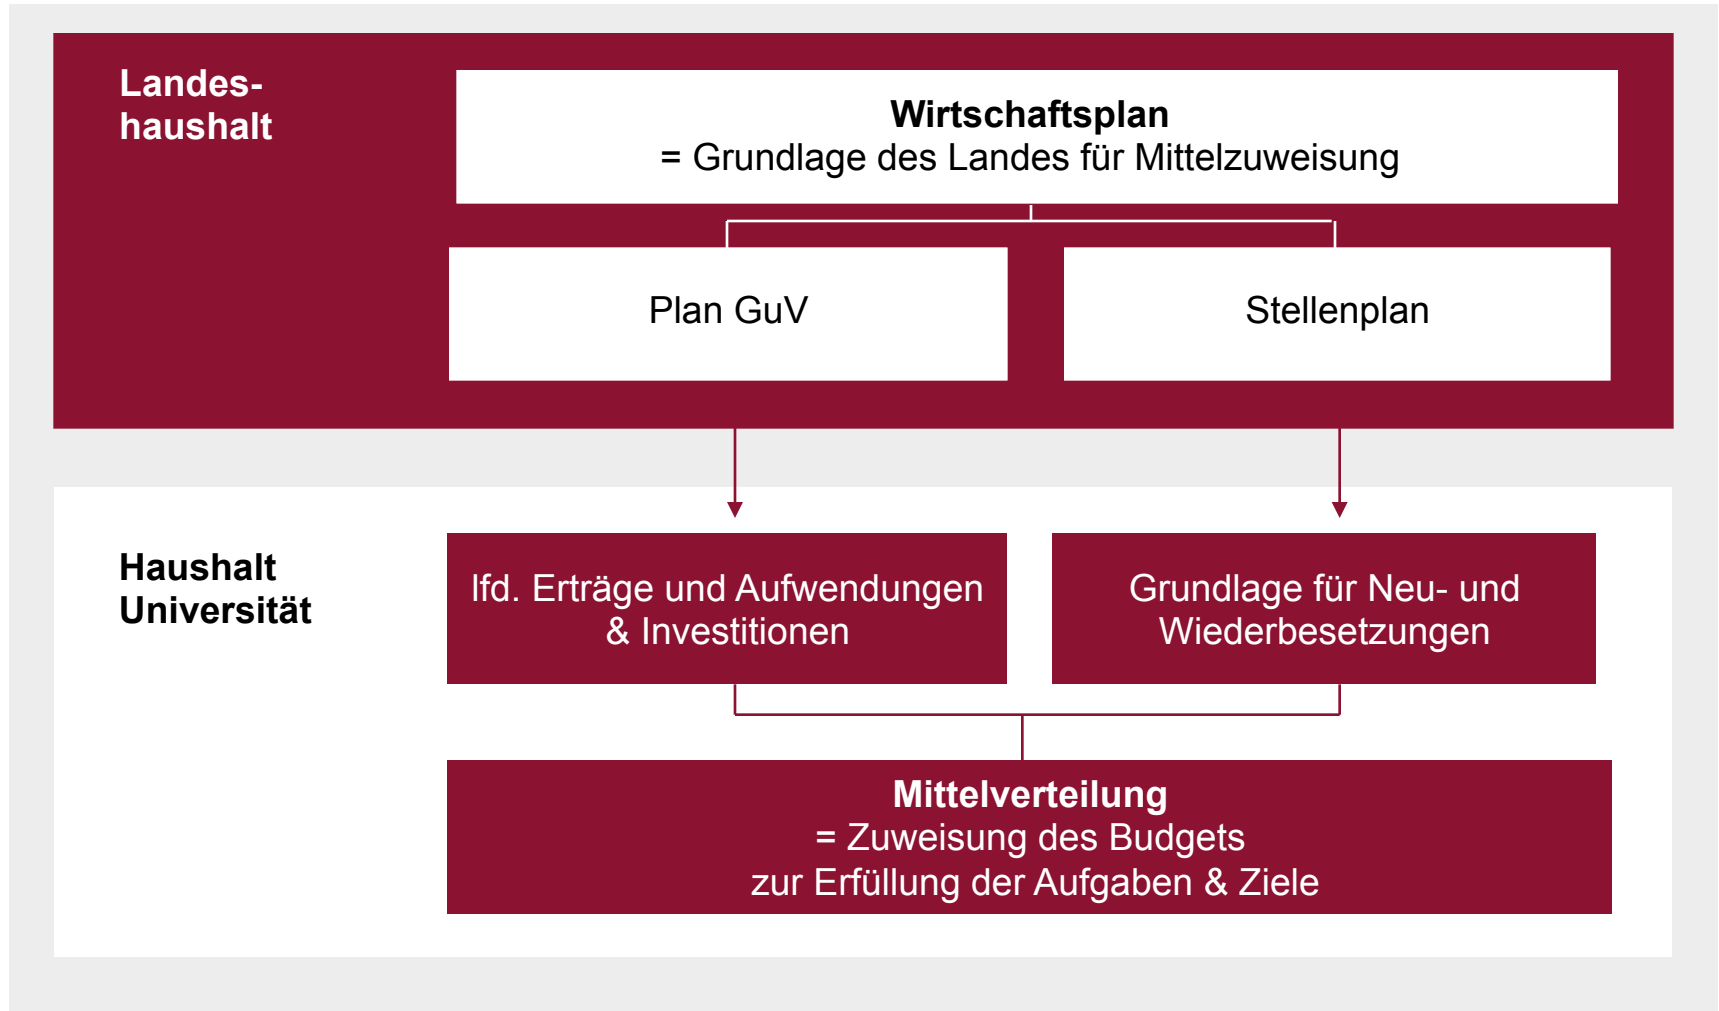 Landes-
haushalt
Wirtschaftsplan
= Grundlage des Landes für Mittelzuweisung
Plan GuV
Stellenplan
Haushalt
Universität
lfd. Erträge und Aufwendungen
& Investitionen
Grundlage für Neu- und
Wiederbesetzungen
Mittelverteilung
= Zuweisung des Budgets
zur Erfüllung der Aufgaben & Ziele